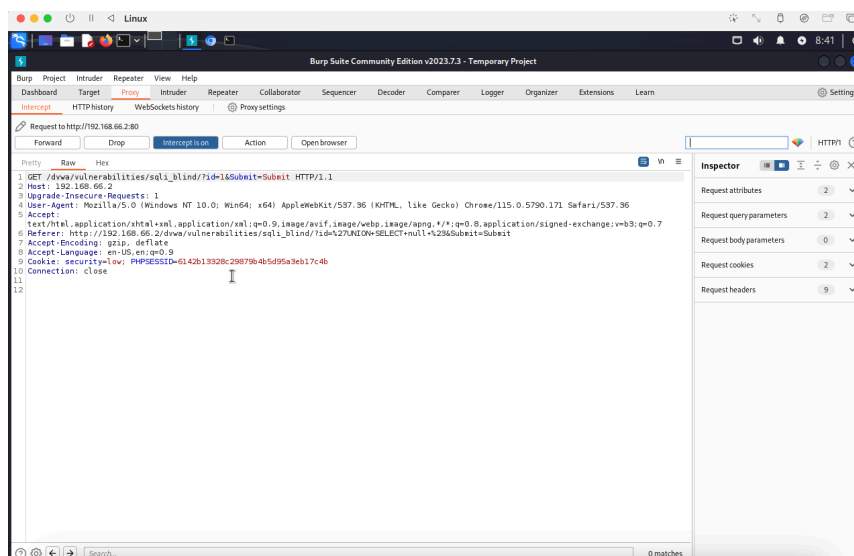 Linux
8:41
Burp Suite Community Edition v2023.7.3 - Temporary Project
Burp Project Intruder Repeater View Help
Dashboard Target Proxy Intruder Repeater Collaborator Sequencer Decoder Comparer Logger Organizer Extensions Learn Setting
Intercept HTTP history WebSockets history Proxy settings
Request to http://192.168.66.2:80
Forward Drop Intercept is on Action Open browser HTTP/1
Pretty Raw Hex \n
Inspector
1 GET /dvwa/vulnerabilities/sqli_blind/?id=1&Submit=Submit HTTP/1.1
2 Host: 192.168.66.2
3 Upgrade-Insecure-Requests: 1
4 User-Agent: Mozilla/5.0 (Windows NT 10.0; Win64; x64) AppleWebKit/537.36 (KHTML, like Gecko) Chrome/115.0.5790.171 Safari/537.36
5 Accept:
text/html,application/xhtml+xml,application/xml;q=0.9,image/avif,image/webp,image/apng,*/*;q=0.8,application/signed-exchange;v=b3;q=0.7
6 Referer: http://192.168.66.2/dvwa/vulnerabilities/sqli_blind/?id=%27UNION+SELECT+null+%23&Submit=Submit
7 Accept-Encoding: gzip, deflate
8 Accept-Language: en-US,en;q=0.9
9 Cookie: security=low; PHPSESSID=6142b13328c29879b4b5d95a3eb17c4b
10 Connection: close
11
12
Request attributes 2
Request query parameters 2
Request body parameters 0
Request cookies 2
Request headers 9
Search... 0 matches